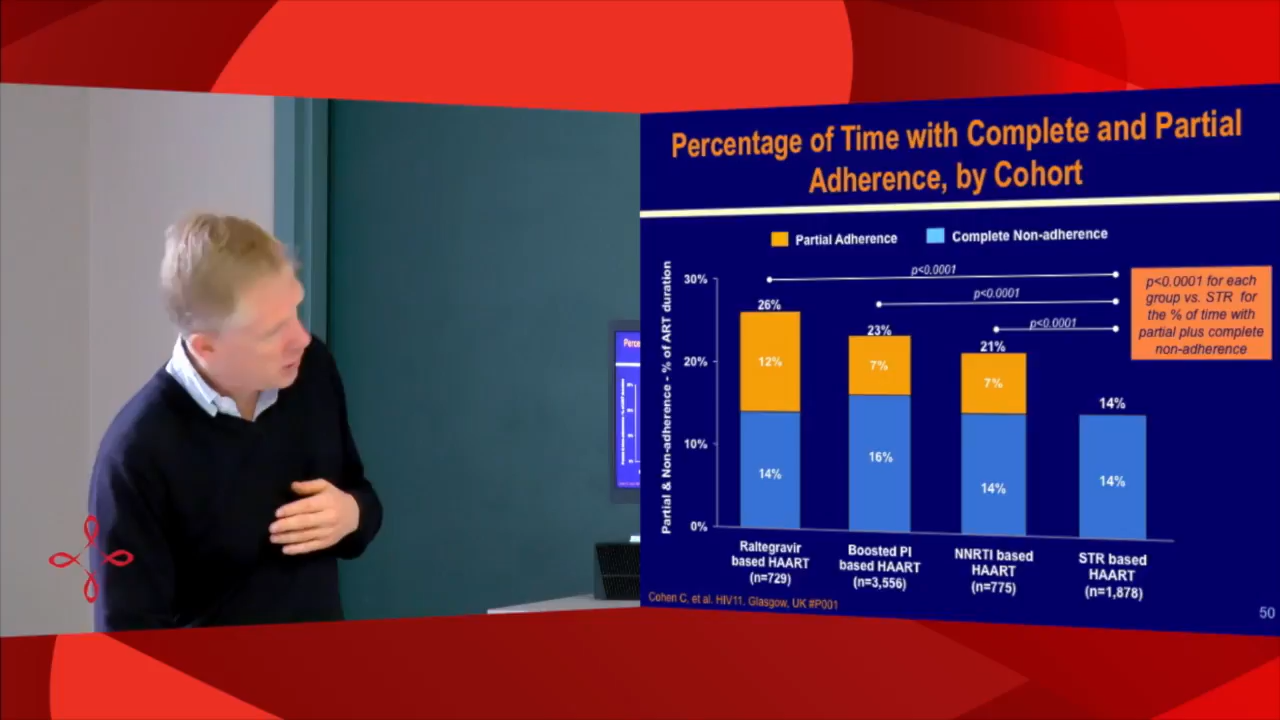 Percentage of Time with Complete and Partial
Adherence, by Cohort
Partial Adherence
Complete Non-adherence
Partial & Non-adherence - % of ART duration
30%
20%
10%
0%
p<0.0001
p<0.0001
p<0.0001
p<0.0001 for each
group vs. STR for
the % of time with
partial plus complete
non-adherence
26%
12%
14%
23%
7%
16%
21%
7%
14%
14%
14%
Raltegravir
based HAART
(n=729)
Boosted PI
based HAART
(n=3,556)
NNRTI based
HAART
(n=775)
STR based
HAART
(n=1,878)
Cohen C, et al. HIV11. Glasgow, UK #P001
50